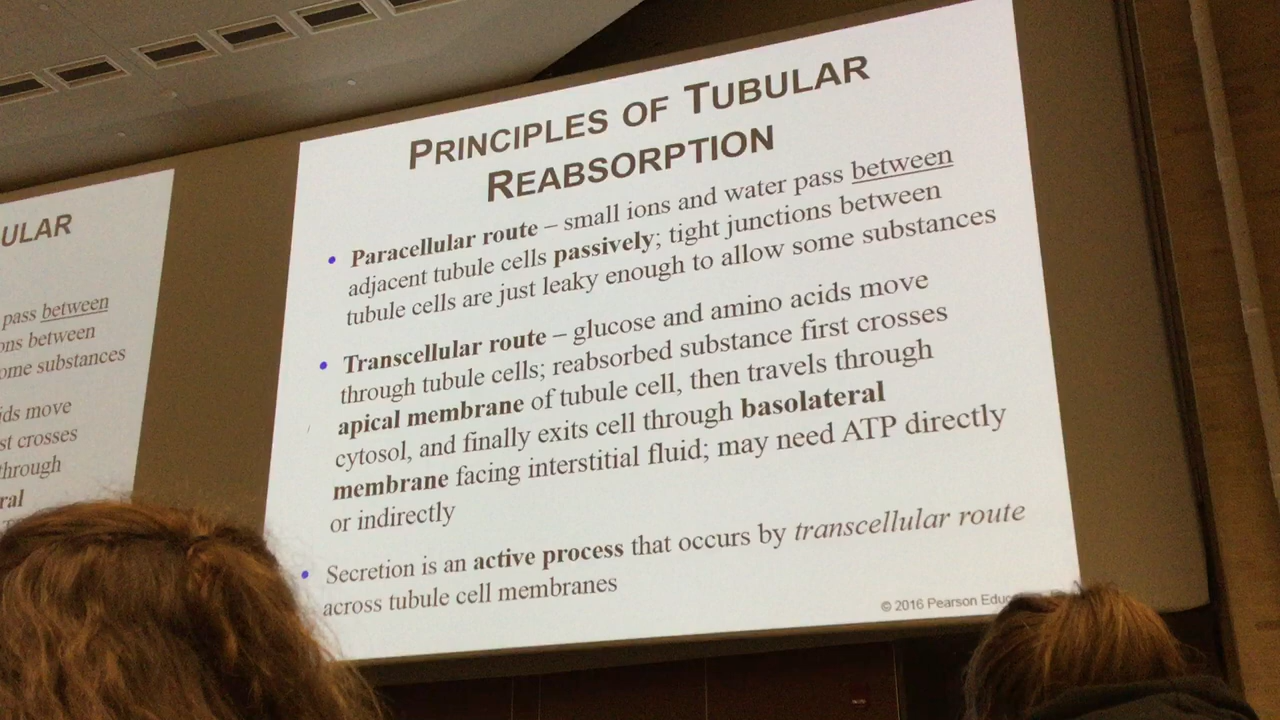 PRINCIPLES OF TUBULAR
REABSORPTION
• Paracellular route – small ions and water pass between
adjacent tubule cells passively; tight junctions between
tubule cells are just leaky enough to allow some substances
• Transcellular route – glucose and amino acids move
through tubule cells; reabsorbed substance first crosses
apical membrane of tubule cell, then travels through
cytosol, and finally exits cell through basolateral
membrane facing interstitial fluid; may need ATP directly
or indirectly
• Secretion is an active process that occurs by transcellular route
across tubule cell membranes
© 2016 Pearson
ULAR
pass between
ons between
ome substances
ids move
st crosses
through
ral